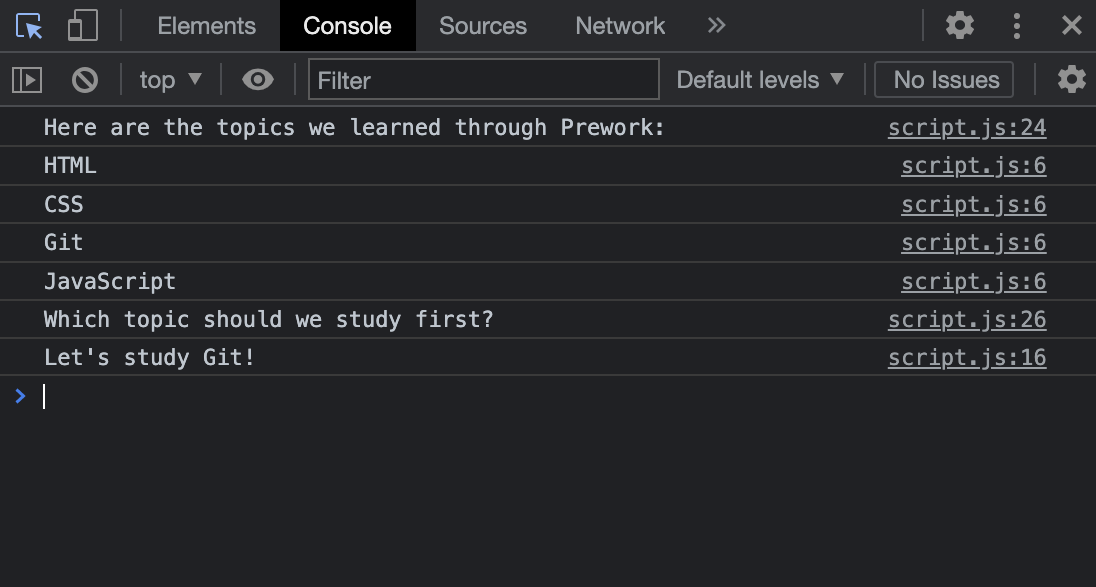 Elements Console Sources Network »
top ▼ Filter Default levels ▼ No Issues
Here are the topics we learned through Prework: script.js:24
HTML script.js:6
CSS script.js:6
Git script.js:6
JavaScript script.js:6
Which topic should we study first? script.js:26
Let's study Git! script.js:16
>